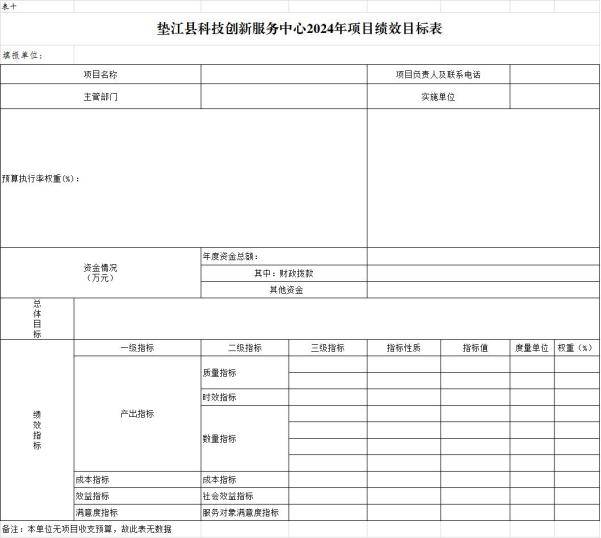 表十
垫江县科技创新服务中心2024年项目绩效目标表
填报单位:
项目名称 项目负责人及联系电话
主管部门 实施单位
预算执行率权重(%):
资金情况
(万元)
年度资金总额:
其中: 财政拨款
其他资金
总体目标
绩效指标
一级指标 二级指标 三级指标 指标性质 指标值 度量单位 权重(%)
产出指标
质量指标
时效指标
数量指标
成本指标 成本指标
效益指标 社会效益指标
满意度指标 服务对象满意度指标
备注: 本单位无项目收支预算,故此表无数据